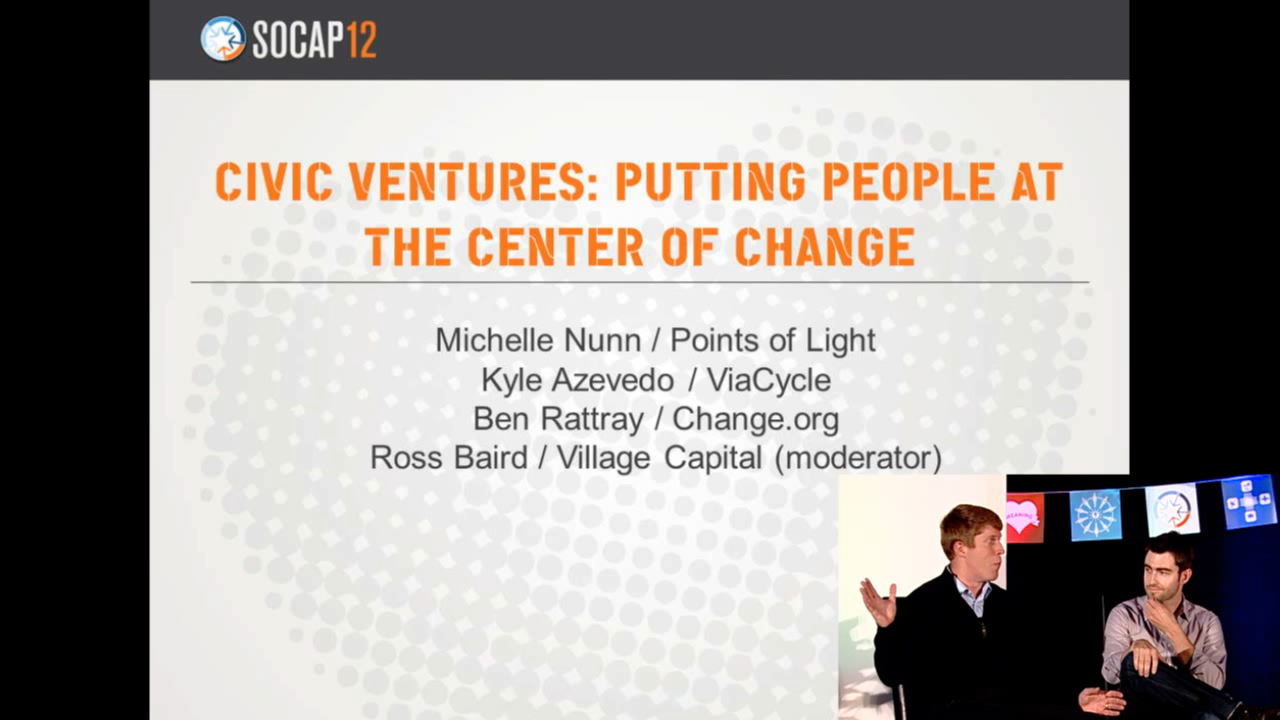 SOCAP12
CIVIC VENTURES: PUTTING PEOPLE AT
THE CENTER OF CHANGE
Michelle Nunn / Points of Light
Kyle Azevedo / ViaCycle
Ben Rattray / Change.org
Ross Baird / Village Capital (moderator)
MEANING